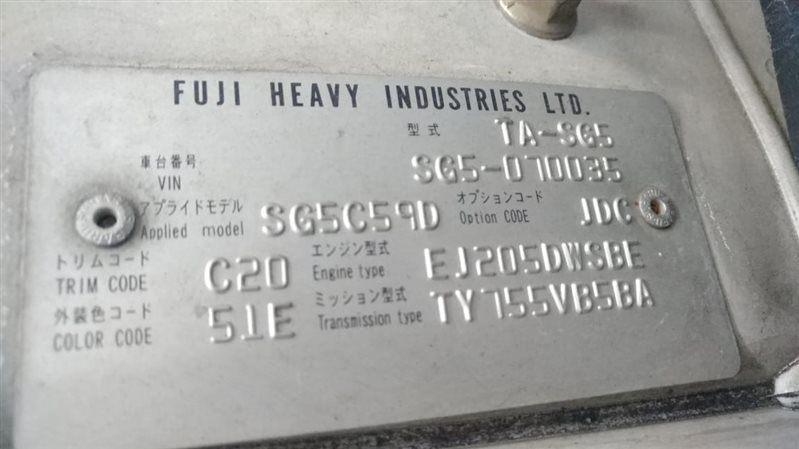 FUJI HEAVY INDUSTRIES LTD.
型式 TA-SG5
車台番号 VIN SG5-070035
アプライドモデル Applied model SG5C59D オプションコード Option CODE JDC
トリムコード TRIM CODE C20 エンジン型式 Engine type EJ205DWSBE
外装色コード COLOR CODE 51E ミッション型式 Transmission type TY755VB5BA